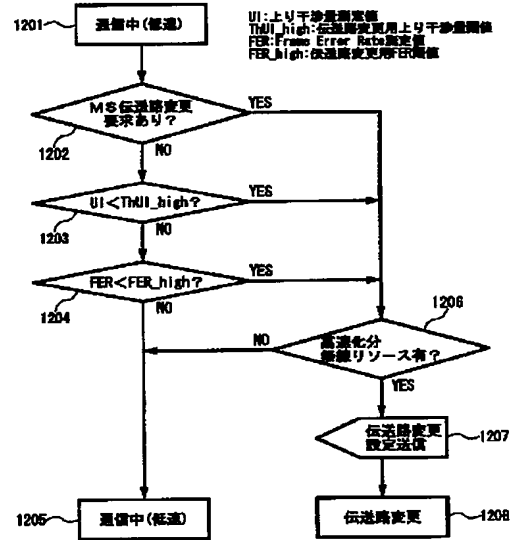 1201
通信中(低速)
UI:上り干渉量測定値
ThUI_high:伝送路変更用上り干渉量閾値
FER:Frame Error Rate測定値
FER_high:伝送路変更用FER閾値
MS伝送路変更
要求あり?
YES
1202
NO
UI<ThUI_high?
YES
1203
NO
FER<FER_high?
YES
1204
NO
1206
NO
高速化分
無線リソース有?
YES
伝送路変更
設定送信
1207
1205
通信中(低速)
伝送路変更
1208